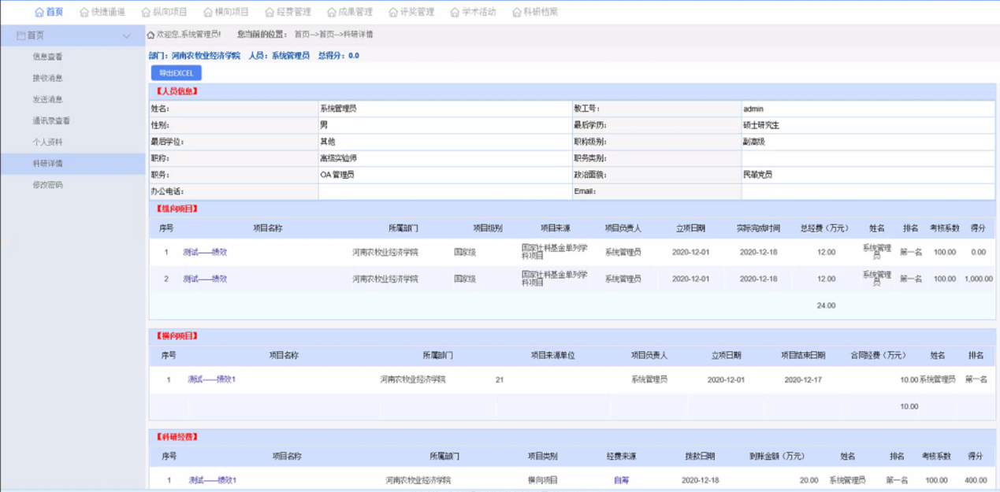 首页 快捷通道 纵向项目 横向项目 经费管理 成果管理 评奖管理 学术活动 科研档案
首页
信息查看
接收消息
发送消息
通讯录查看
个人资料
科研详情
修改密码
欢迎您,系统管理员! 您当前的位置: 首页-->首页-->科研详情
部门：河南农牧业经济学院 人员：系统管理员 总得分：0.0
导出EXCEL
【人员信息】
姓名： 系统管理员 教工号： admin
性别： 男 最后学历： 硕士研究生
最后学位： 其他 职称级别： 副高级
职称： 高级实验师 职务类别：
职务： OA管理员 政治面貌： 民革党员
办公电话： Email：
【纵向项目】
序号 项目名称 所属部门 项目级别 项目来源 项目负责人 立项日期 实际完成时间 总经费（万元） 姓名 排名 考核系数 得分
1 测试——绩效 河南农牧业经济学院 国家级 国家社科基金单列学科项目 系统管理员 2020-12-01 2020-12-18 12.00 系统管理员 第一名 100.00 0.00
2 测试——绩效 河南农牧业经济学院 国家级 国家社科基金单列学科项目 系统管理员 2020-12-01 2020-12-18 12.00 系统管理员 第一名 100.00 1,000.00
24.00
【横向项目】
序号 项目名称 所属部门 项目来源单位 项目负责人 立项日期 项目结束日期 合同经费（万元） 姓名 排名
1 测试——绩效1 河南农牧业经济学院 21 系统管理员 2020-12-01 2020-12-17 10.00 系统管理员 第一名
10.00
【科研经费】
序号 项目名称 所属部门 项目类别 经费来源 拨款日期 到账金额（万元） 姓名 排名 考核系数 得分
1 测试——绩效1 河南农牧业经济学院 横向项目 自筹 2020-12-18 20.00 系统管理员 第一名 100.00 400.00